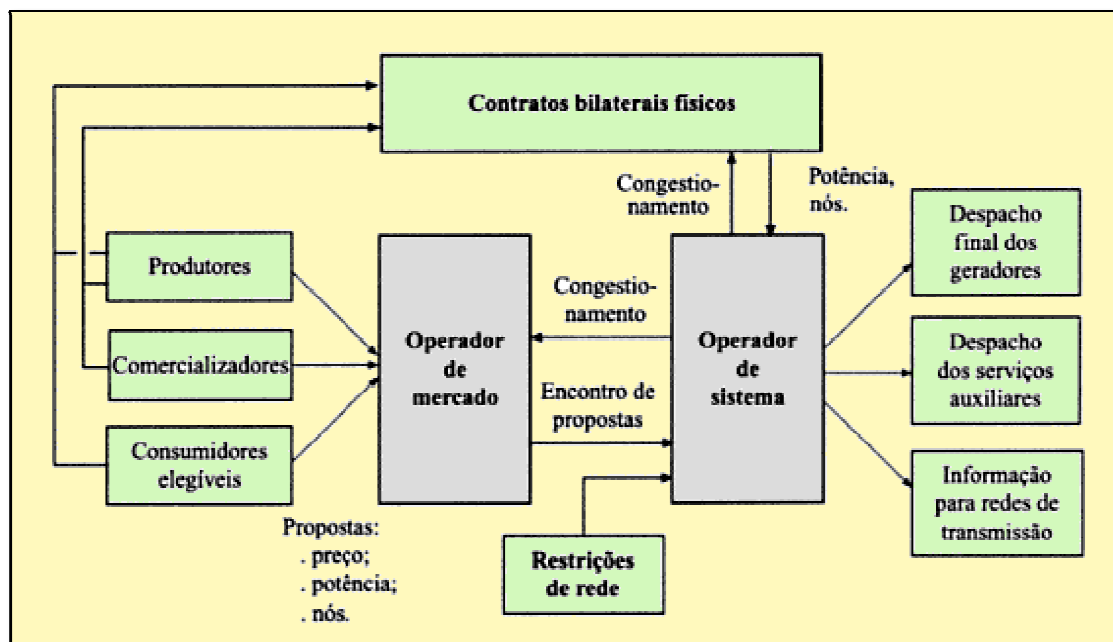 Contratos bilaterais físicos
Congestio-
namento
Potência,
nós.
Produtores
Comercializadores
Consumidores
elegíveis
Propostas:
. preço;
. potência;
. nós.
Operador
de
mercado
Congestio-
namento
Encontro de
propostas
Operador
de
sistema
Restrições
de rede
Despacho
final dos
geradores
Despacho
dos serviços
auxiliares
Informação
para redes de
transmissão